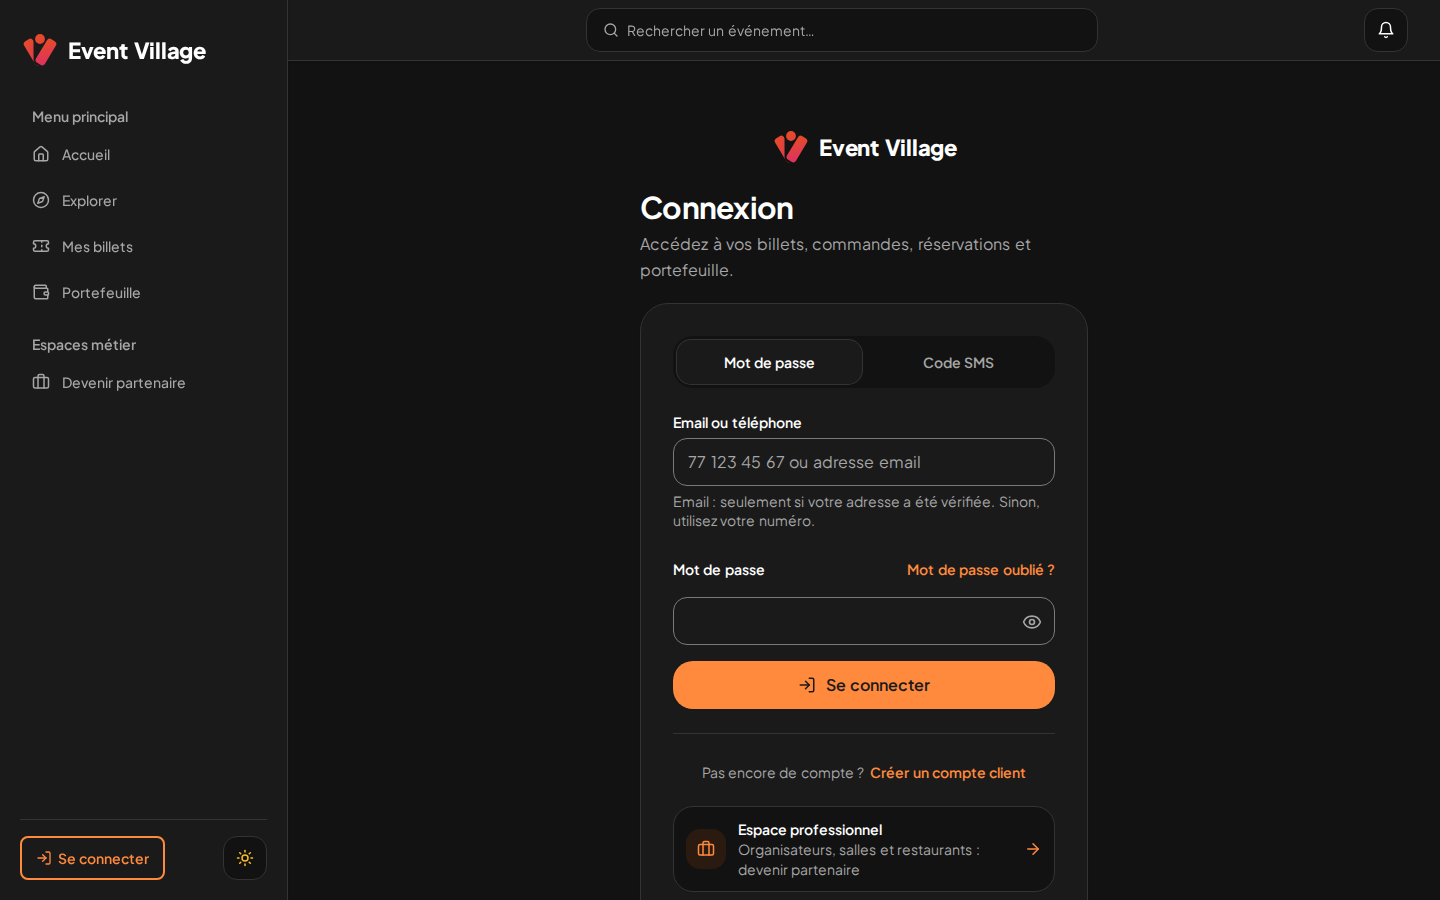 Event Village
Rechercher un événement...
Menu principal
Accueil
Explorer
Mes billets
Portefeuille
Espaces métier
Devenir partenaire
Se connecter
Event Village
Connexion
Accédez à vos billets, commandes, réservations et
portefeuille.
Mot de passe
Code SMS
Email ou téléphone
77 123 45 67 ou adresse email
Email : seulement si votre adresse a été vérifiée. Sinon,
utilisez votre numéro.
Mot de passe
Mot de passe oublié ?
Se connecter
Pas encore de compte ? Créer un compte client
Espace professionnel
Organisateurs, salles et restaurants :
devenir partenaire